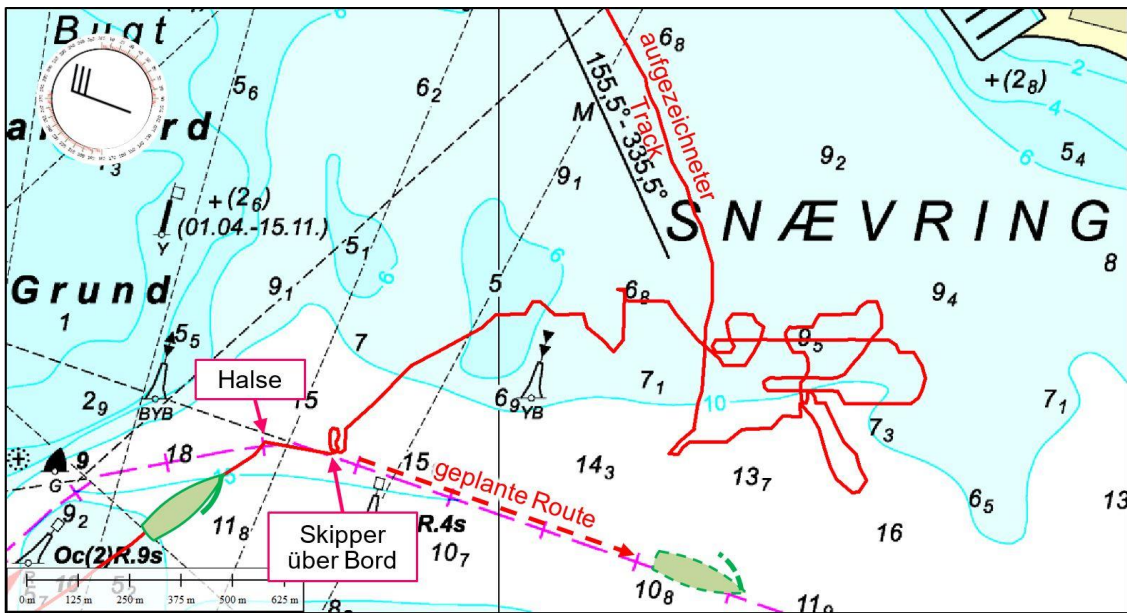 Bugt
6₈
aufgezeichneter
Track
155,5°- 335,5°
+(2₈)
2
4
6
5₆
6₂
M
rd
9₂
5₄
9₁
+(2₆)
(01.04.-15.11.)
Y
SNÆVRING
5₁
6
8
Grund
1
9₁
5
6₈
9₄
5₅
7
9₅
Halse
BYB
2₉
15
6₉
YB
7₁
10
7₁
7₃
9
G
18
15
14₃
13₇
6₅
13
geplante Route
9₂
11₈
Skipper
über Bord
R.4s
10₇
16
Oc(2)R.9s
10₈
11₉
0 m
125 m
250 m
375 m
500 m
625 m